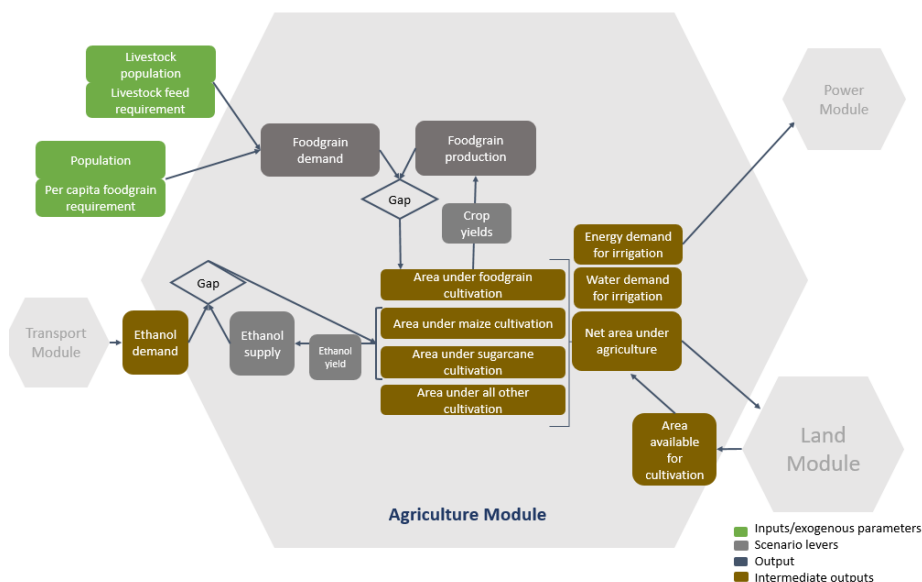 Livestock
population
Livestock feed
requirement
Population
Per capita foodgrain
requirement
Foodgrain
demand
Foodgrain
production
Gap
Crop
yields
Power
Module
Energy demand
for irrigation
Water demand
for irrigation
Net area under
agriculture
Area under foodgrain
cultivation
Area under maize cultivation
Area under sugarcane
cultivation
Area under all other
cultivation
Gap
Transport
Module
Ethanol
demand
Ethanol
supply
Ethanol
yield
Area
available
for
cultivation
Land
Module
Agriculture Module
Inputs/exogenous parameters
Scenario levers
Output
Intermediate outputs